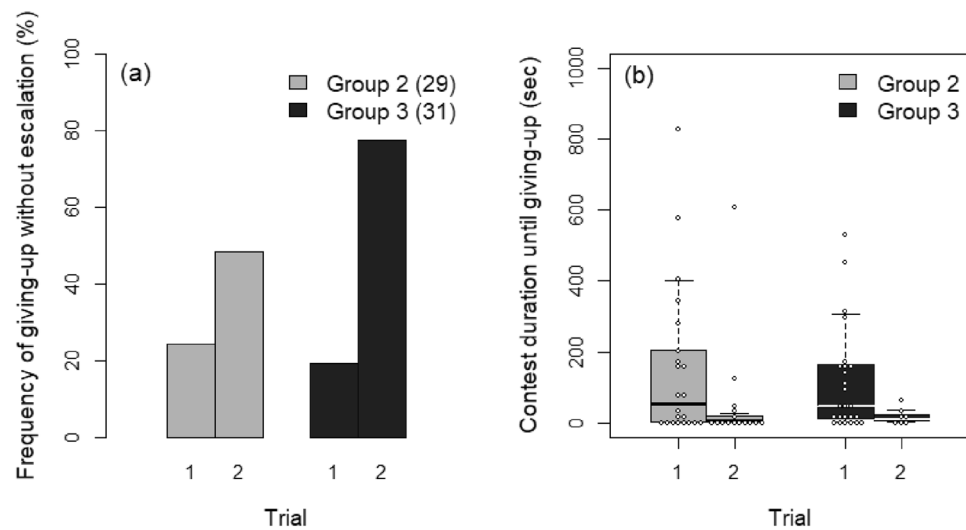 (a)
Group 2 (29)
Group 3 (31)
Frequency of giving-up without escalation (%)
0
20
40
60
80
100
1 2 1 2
Trial
(b)
Group 2
Group 3
Contest duration until giving-up (sec)
0
200
400
600
800
1000
1 2 1 2
Trial